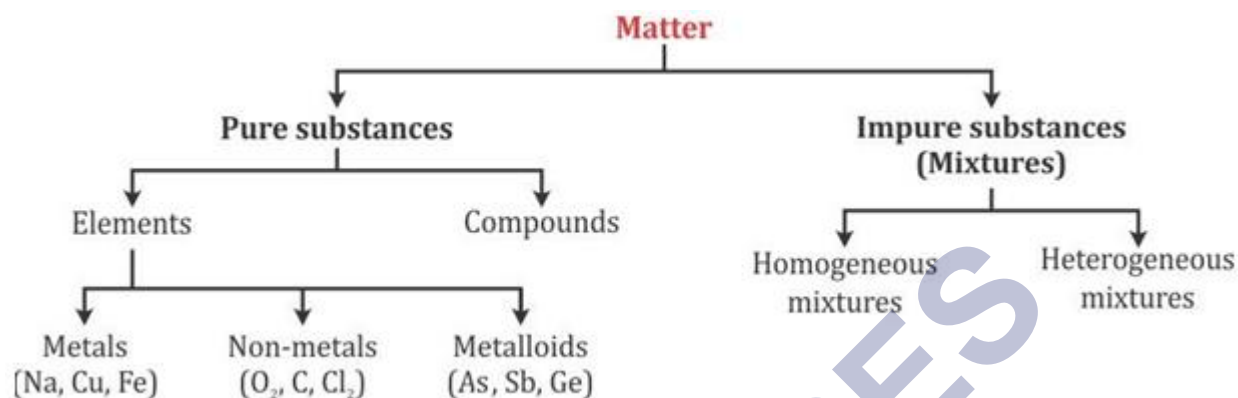 Matter
Pure substances
Impure substances
(Mixtures)
Elements
Compounds
Homogeneous
mixtures
Heterogeneous
mixtures
Metals
(Na, Cu, Fe)
Non-metals
(O₂, C, Cl₂)
Metalloids
(As, Sb, Ge)
ES